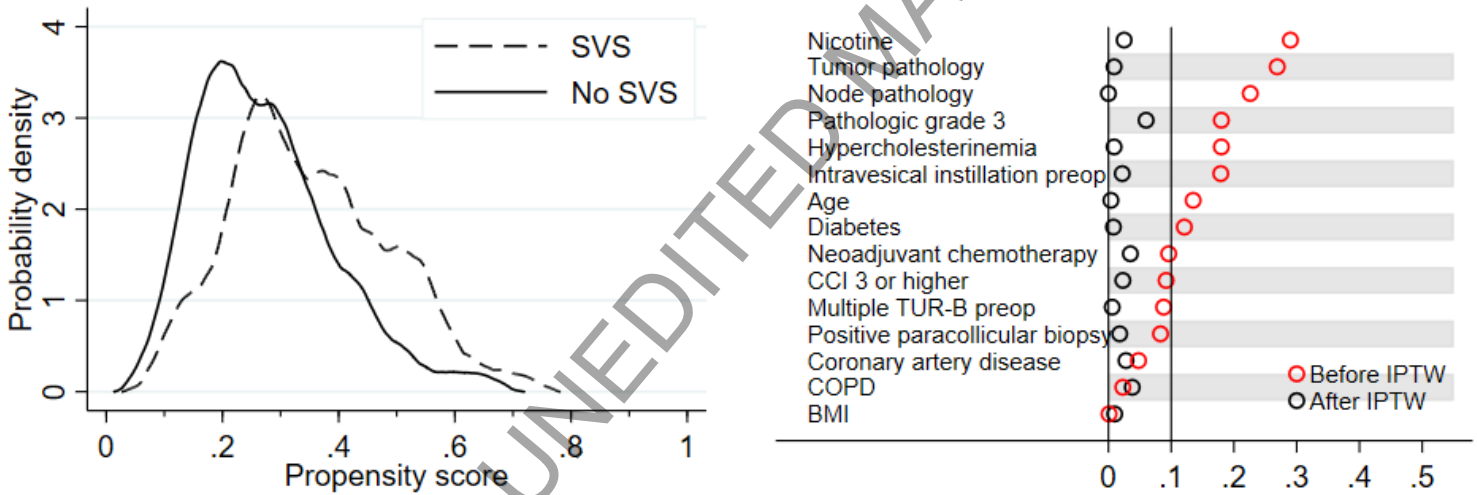 4
3
2
1
0
Probability density
SVS
No SVS
0 .2 .4 .6 .8 1
Propensity score
Nicotine
Tumor pathology
Node pathology
Pathologic grade 3
Hypercholesterinemia
Intravesical instillation preop
Age
Diabetes
Neoadjuvant chemotherapy
CCI 3 or higher
Multiple TUR-B preop
Positive paracollicular biopsy
Coronary artery disease
COPD
BMI
Before IPTW
After IPTW
0 .1 .2 .3 .4 .5
UNEDITED